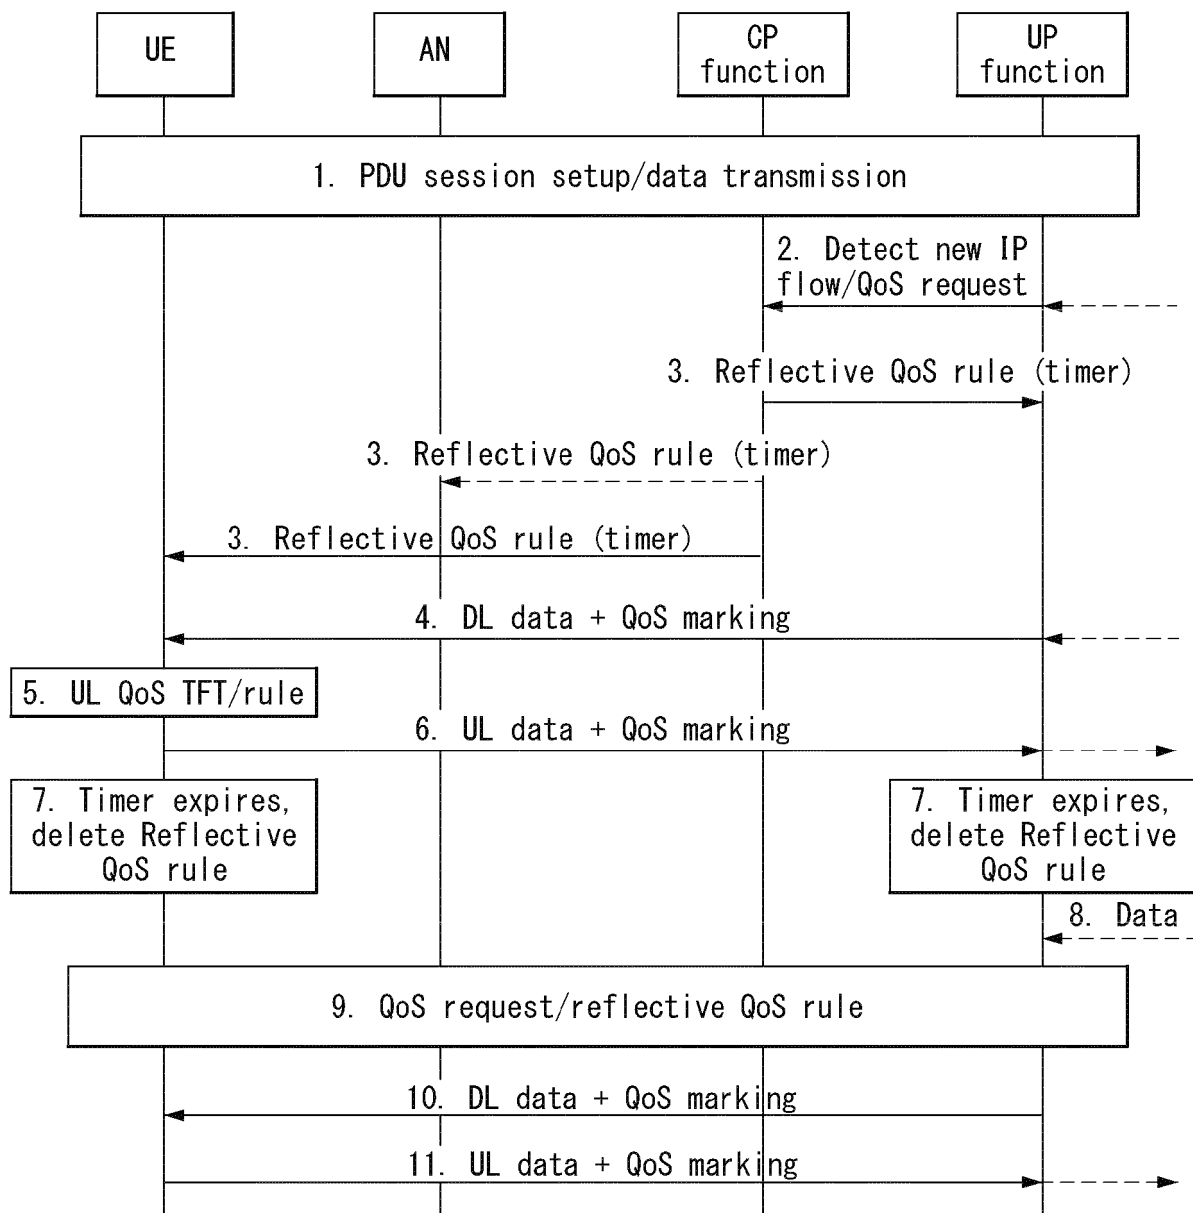 UE
AN
CP
function
UP
function
1. PDU session setup/data transmission
2. Detect new IP
flow/QoS request
3. Reflective QoS rule (timer)
3. Reflective QoS rule (timer)
3. Reflective QoS rule (timer)
4. DL data + QoS marking
5. UL QoS TFT/rule
6. UL data + QoS marking
7. Timer expires,
delete Reflective
QoS rule
7. Timer expires,
delete Reflective
QoS rule
8. Data
9. QoS request/reflective QoS rule
10. DL data + QoS marking
11. UL data + QoS marking